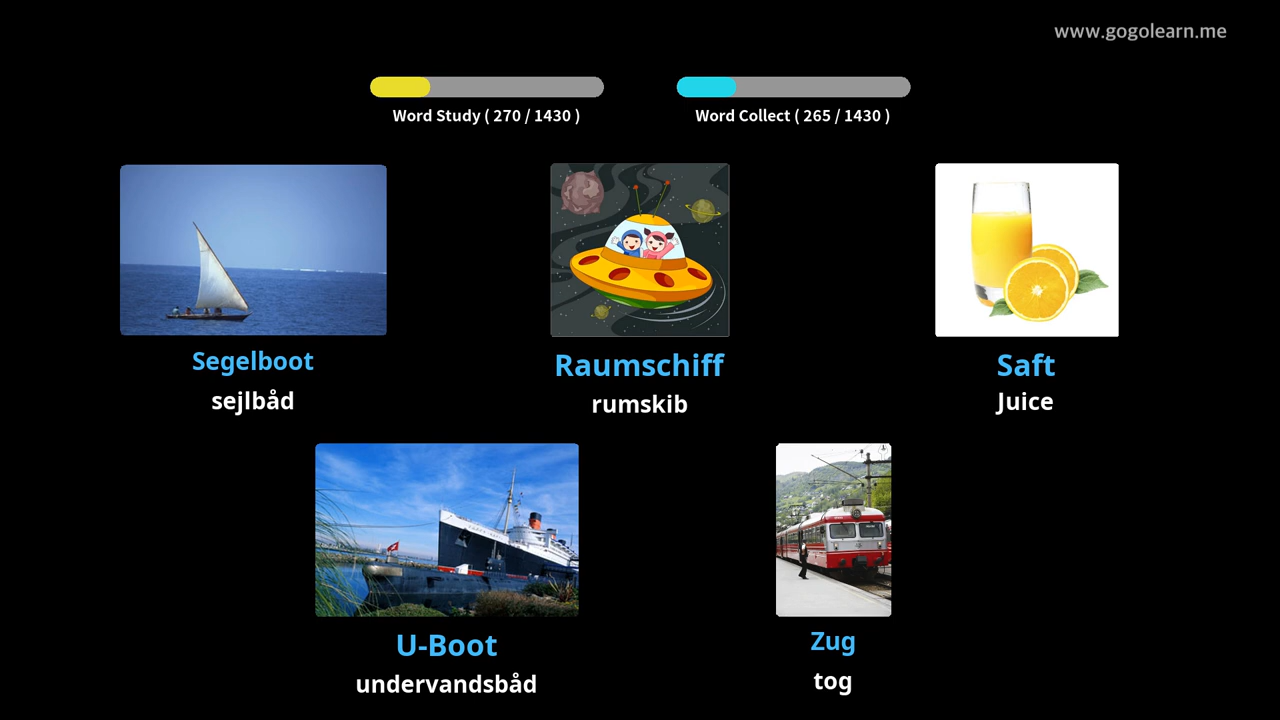 www.gogolearn.me
Word Study ( 270 / 1430 )
Word Collect ( 265 / 1430 )
Segelboot
sejlbåd
Raumschiff
rumskib
Saft
Juice
U-Boot
undervandsbåd
Zug
tog